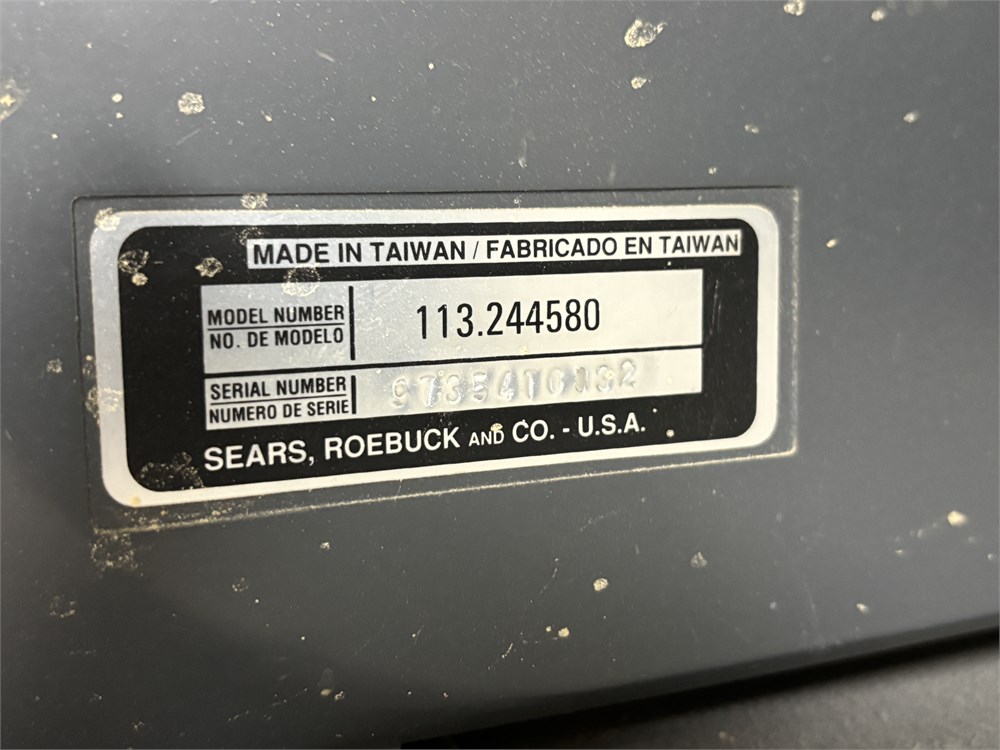 MADE IN TAIWAN / FABRICADO EN TAIWAN
MODEL NUMBER
NO. DE MODELO
113.244580
SERIAL NUMBER
NUMERO DE SERIE
SEARS, ROEBUCK AND CO. - U.S.A.